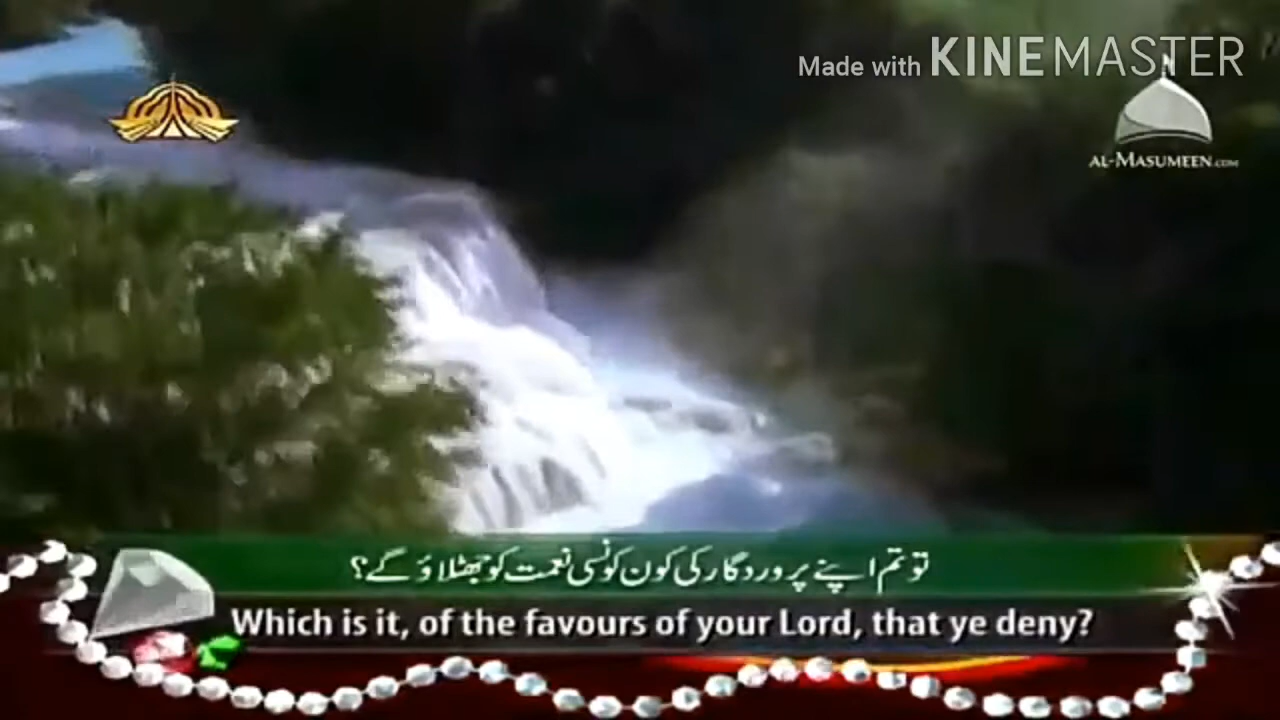 Made with KINEMASTER
AL-MASUMEEN.COM
تو تم اپنے پروردگار کی کون کونسی نعمت کو جھٹلاؤ گے؟
Which is it, of the favours of your Lord, that ye deny?